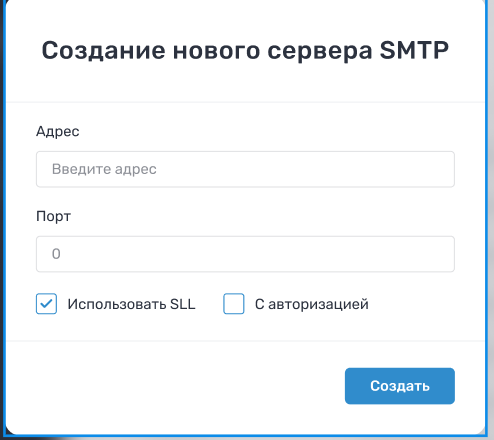 Создание нового сервера SMTP
Адрес
Введите адрес
Порт
0
Использовать SLL
С авторизацией
Создать